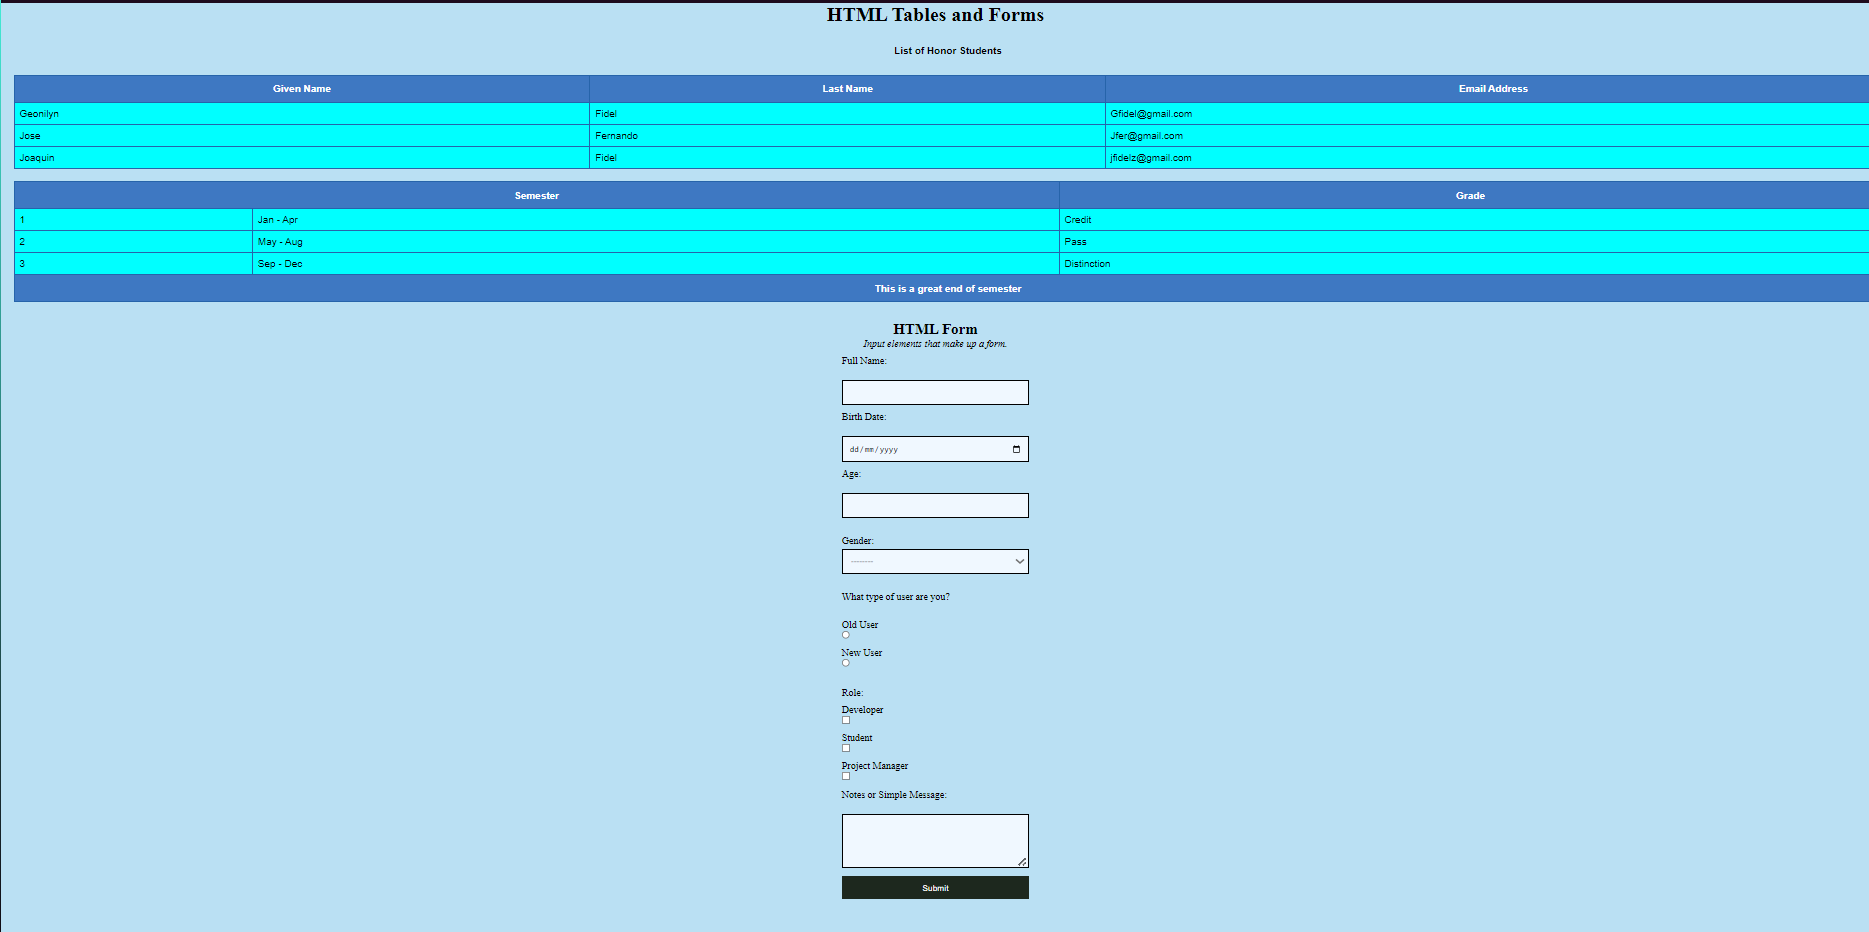 HTML Tables and Forms
List of Honor Students
Given Name Last Name Email Address
Geonilyn Fidel Gfidel@gmail.com
Jose Fernando Jfer@gmail.com
Joaquin Fidel jfidelz@gmail.com
Semester Grade
1 Jan - Apr Credit
2 May - Aug Pass
3 Sep - Dec Distinction
This is a great end of semester
HTML Form
Input elements that make up a form.
Full Name:
Birth Date:
dd/mm/yyyy
Age:
Gender:
--------
What type of user are you?
Old User
New User
Role:
Developer
Student
Project Manager
Notes or Simple Message:
Submit